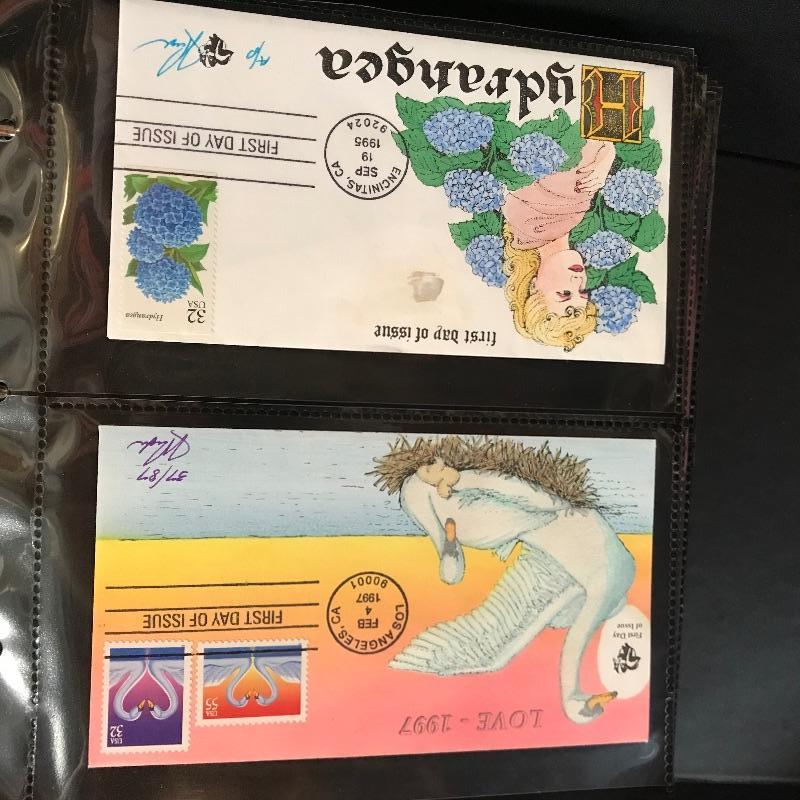 first day of issue
Hydrangea
32
USA
Hydrangea
ENCINITAS, CA
SEP
19
1995
92024
FIRST DAY OF ISSUE
A/P
LOVE - 1997
First Day
of Issue
USA
55
USA
32
LOS ANGELES, CA
FEB
4
1997
90001
FIRST DAY OF ISSUE
37/87